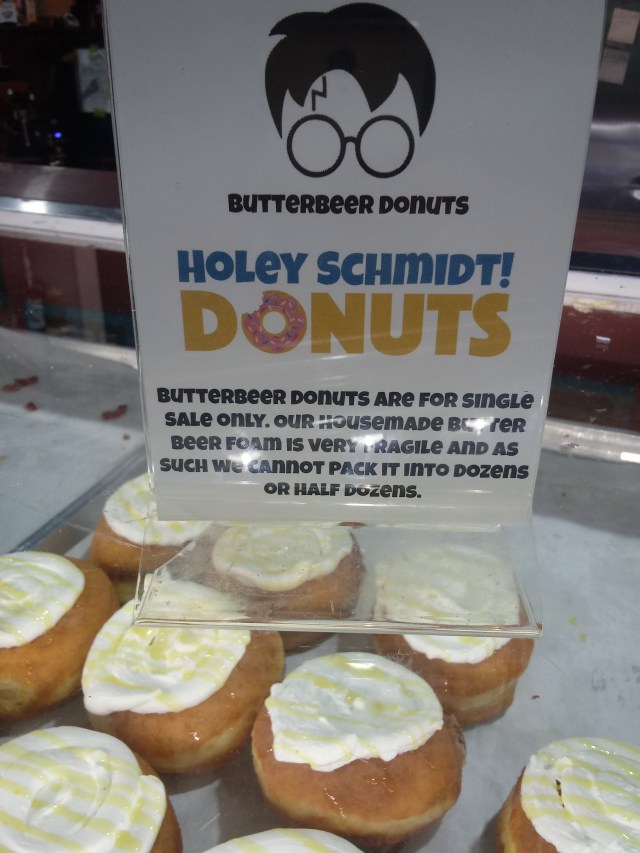 BUTTERBEER DONUTS
HOLEY SCHMIDT!
DONUTS
BUTTERBEER DONUTS ARE FOR SINGLE
SALE ONLY. OUR HOUSEMADE BUTTER
BEER FOAM IS VERY FRAGILE AND AS
SUCH WE CANNOT PACK IT INTO DOZENS
OR HALF DOZENS.